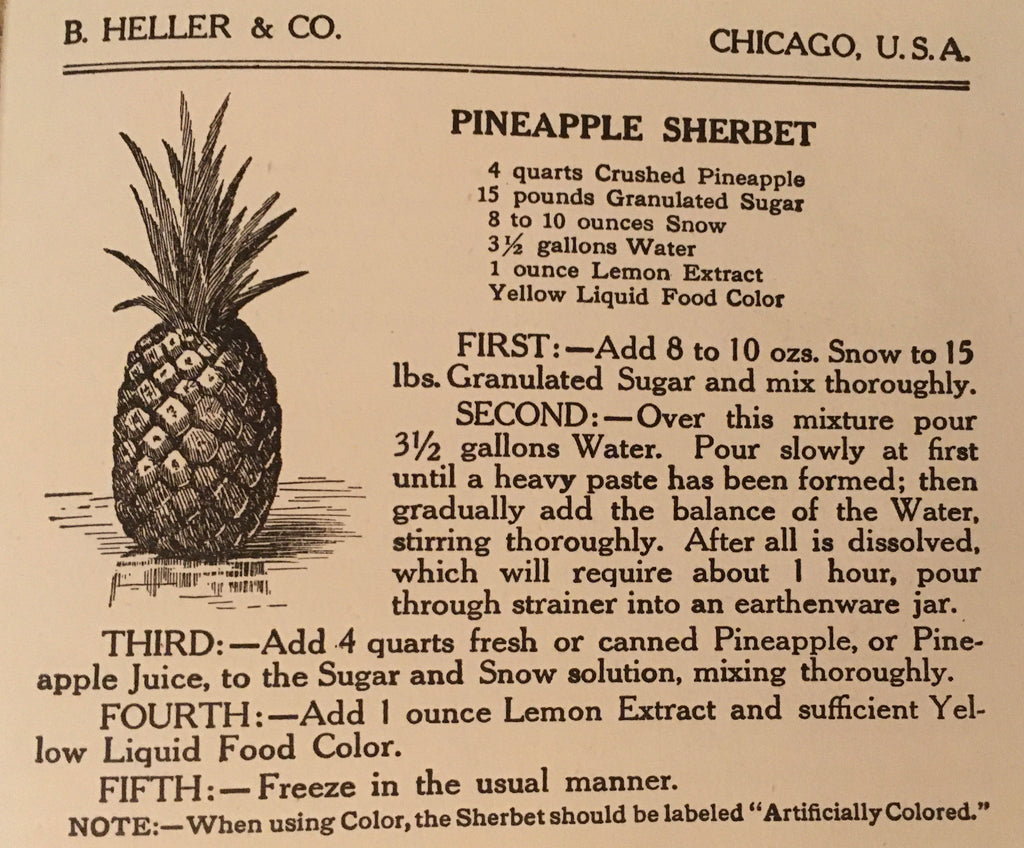 B. HELLER & CO.
CHICAGO, U.S.A.
PINEAPPLE SHERBET
4 quarts Crushed Pineapple
15 pounds Granulated Sugar
8 to 10 ounces Snow
3½ gallons Water
1 ounce Lemon Extract
Yellow Liquid Food Color
FIRST:—Add 8 to 10 ozs. Snow to 15
lbs. Granulated Sugar and mix thoroughly.
SECOND:—Over this mixture pour
3½ gallons Water. Pour slowly at first
until a heavy paste has been formed; then
gradually add the balance of the Water,
stirring thoroughly. After all is dissolved,
which will require about 1 hour, pour
through strainer into an earthenware jar.
THIRD:—Add 4 quarts fresh or canned Pineapple, or Pine-
apple Juice, to the Sugar and Snow solution, mixing thoroughly.
FOURTH:—Add 1 ounce Lemon Extract and sufficient Yel-
low Liquid Food Color.
FIFTH:—Freeze in the usual manner.
NOTE:—When using Color, the Sherbet should be labeled "Artificially Colored."